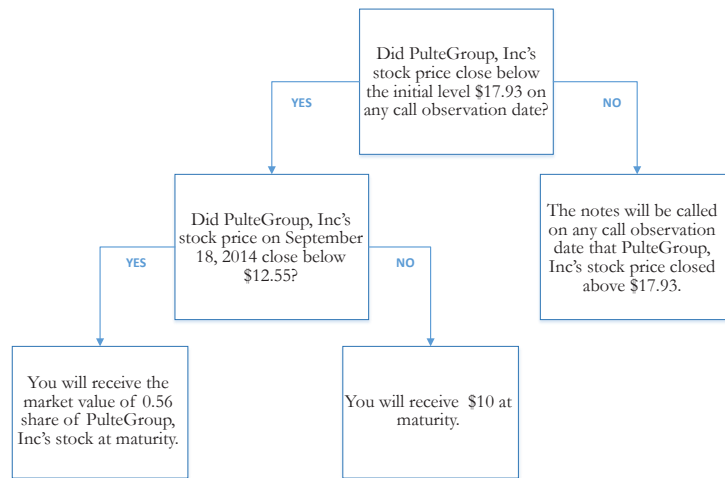 Did PulteGroup, Inc's
stock price close below
the initial level $17.93 on
any call observation date?
YES
NO
Did PulteGroup, Inc's
stock price on September
18, 2014 close below
$12.55?
The notes will be called
on any call observation
date that PulteGroup,
Inc's stock price closed
above $17.93.
YES
NO
You will receive the
market value of 0.56
share of PulteGroup,
Inc's stock at maturity.
You will receive $10 at
maturity.